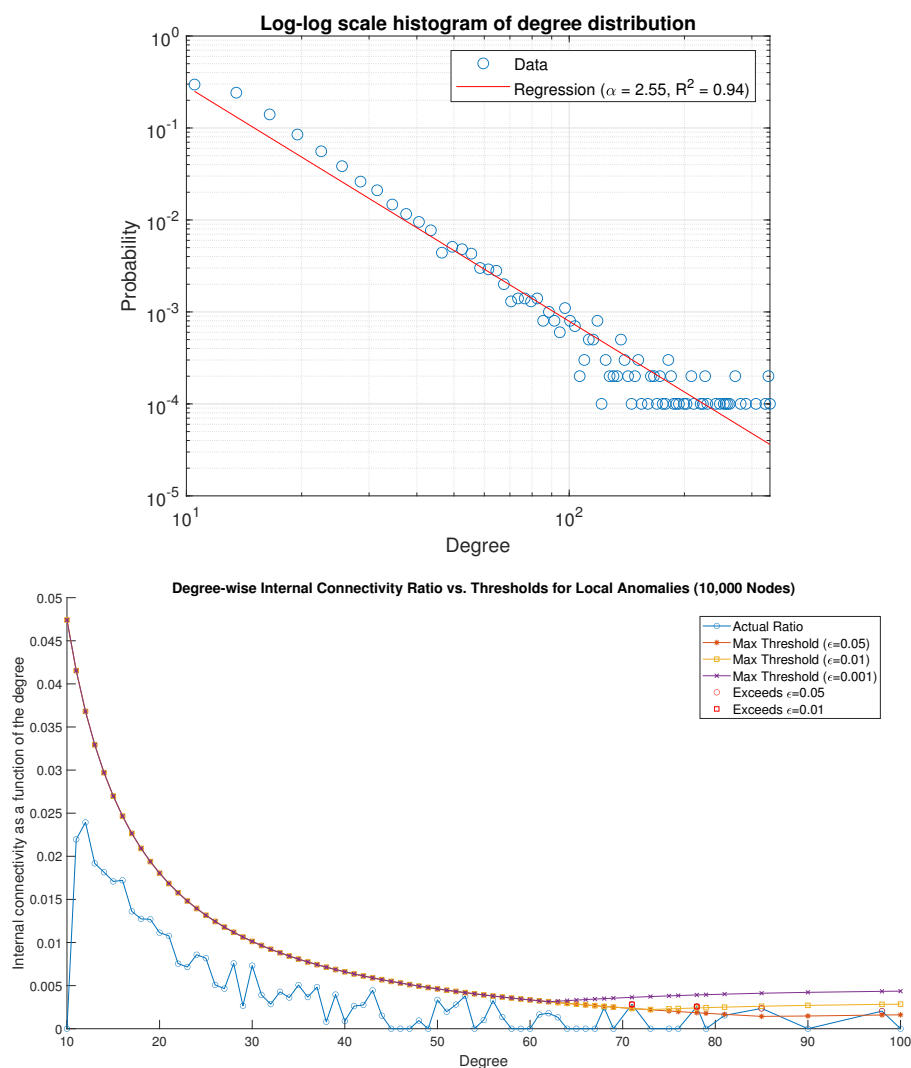 Log-log scale histogram of degree distribution
10^0
10^-1
10^-2
10^-3
10^-4
10^-5
Probability
Data
Regression (α = 2.55, R^2 = 0.94)
10^1
10^2
Degree
Degree-wise Internal Connectivity Ratio vs. Thresholds for Local Anomalies (10,000 Nodes)
0.05
0.045
0.04
0.035
0.03
0.025
0.02
0.015
0.01
0.005
0
Internal connectivity as a function of the degree
Actual Ratio
Max Threshold (ϵ=0.05)
Max Threshold (ϵ=0.01)
Max Threshold (ϵ=0.001)
Exceeds ϵ=0.05
Exceeds ϵ=0.01
10 20 30 40 50 60 70 80 90 100
Degree